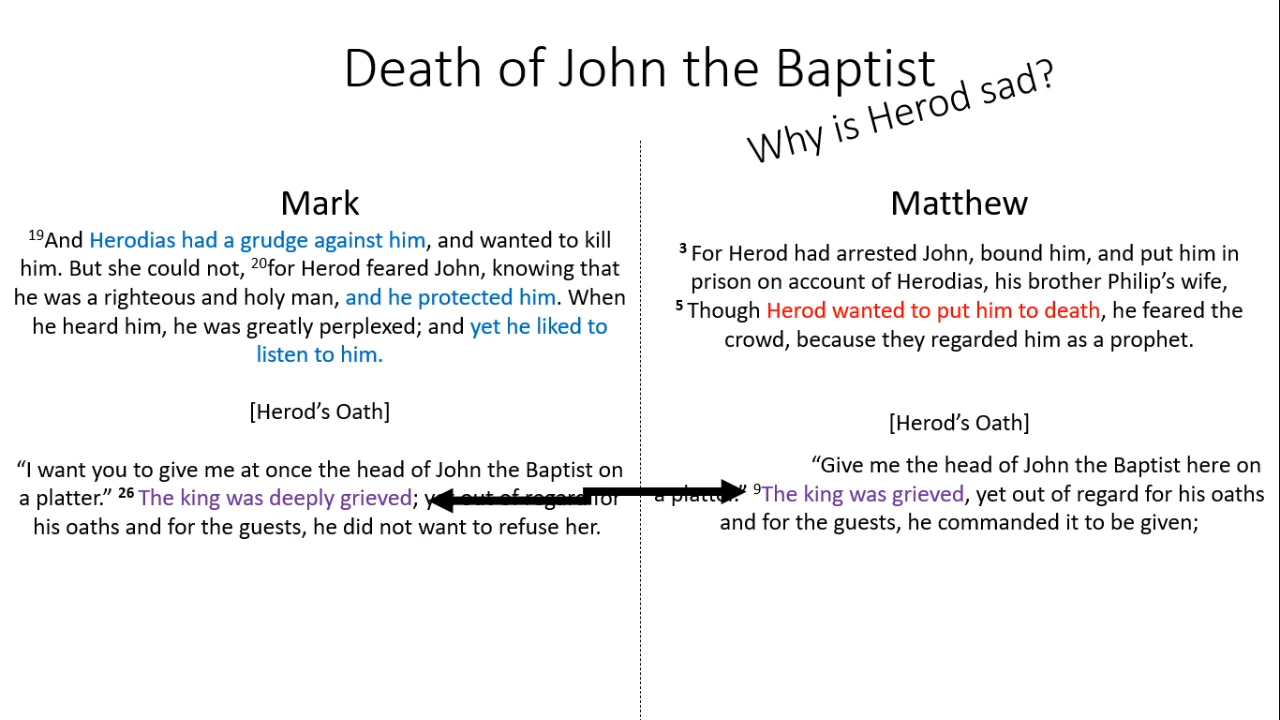 Death of John the Baptist
Why is Herod sad?
Mark
19And Herodias had a grudge against him, and wanted to kill
him. But she could not, 20for Herod feared John, knowing that
he was a righteous and holy man, and he protected him. When
he heard him, he was greatly perplexed; and yet he liked to
listen to him.
[Herod’s Oath]
“I want you to give me at once the head of John the Baptist on
a platter.” 26 The king was deeply grieved; yet out of regard for
his oaths and for the guests, he did not want to refuse her.
Matthew
3 For Herod had arrested John, bound him, and put him in
prison on account of Herodias, his brother Philip’s wife,
5 Though Herod wanted to put him to death, he feared the
crowd, because they regarded him as a prophet.
[Herod’s Oath]
“Give me the head of John the Baptist here on
a platter.” 9The king was grieved, yet out of regard for his oaths
and for the guests, he commanded it to be given;